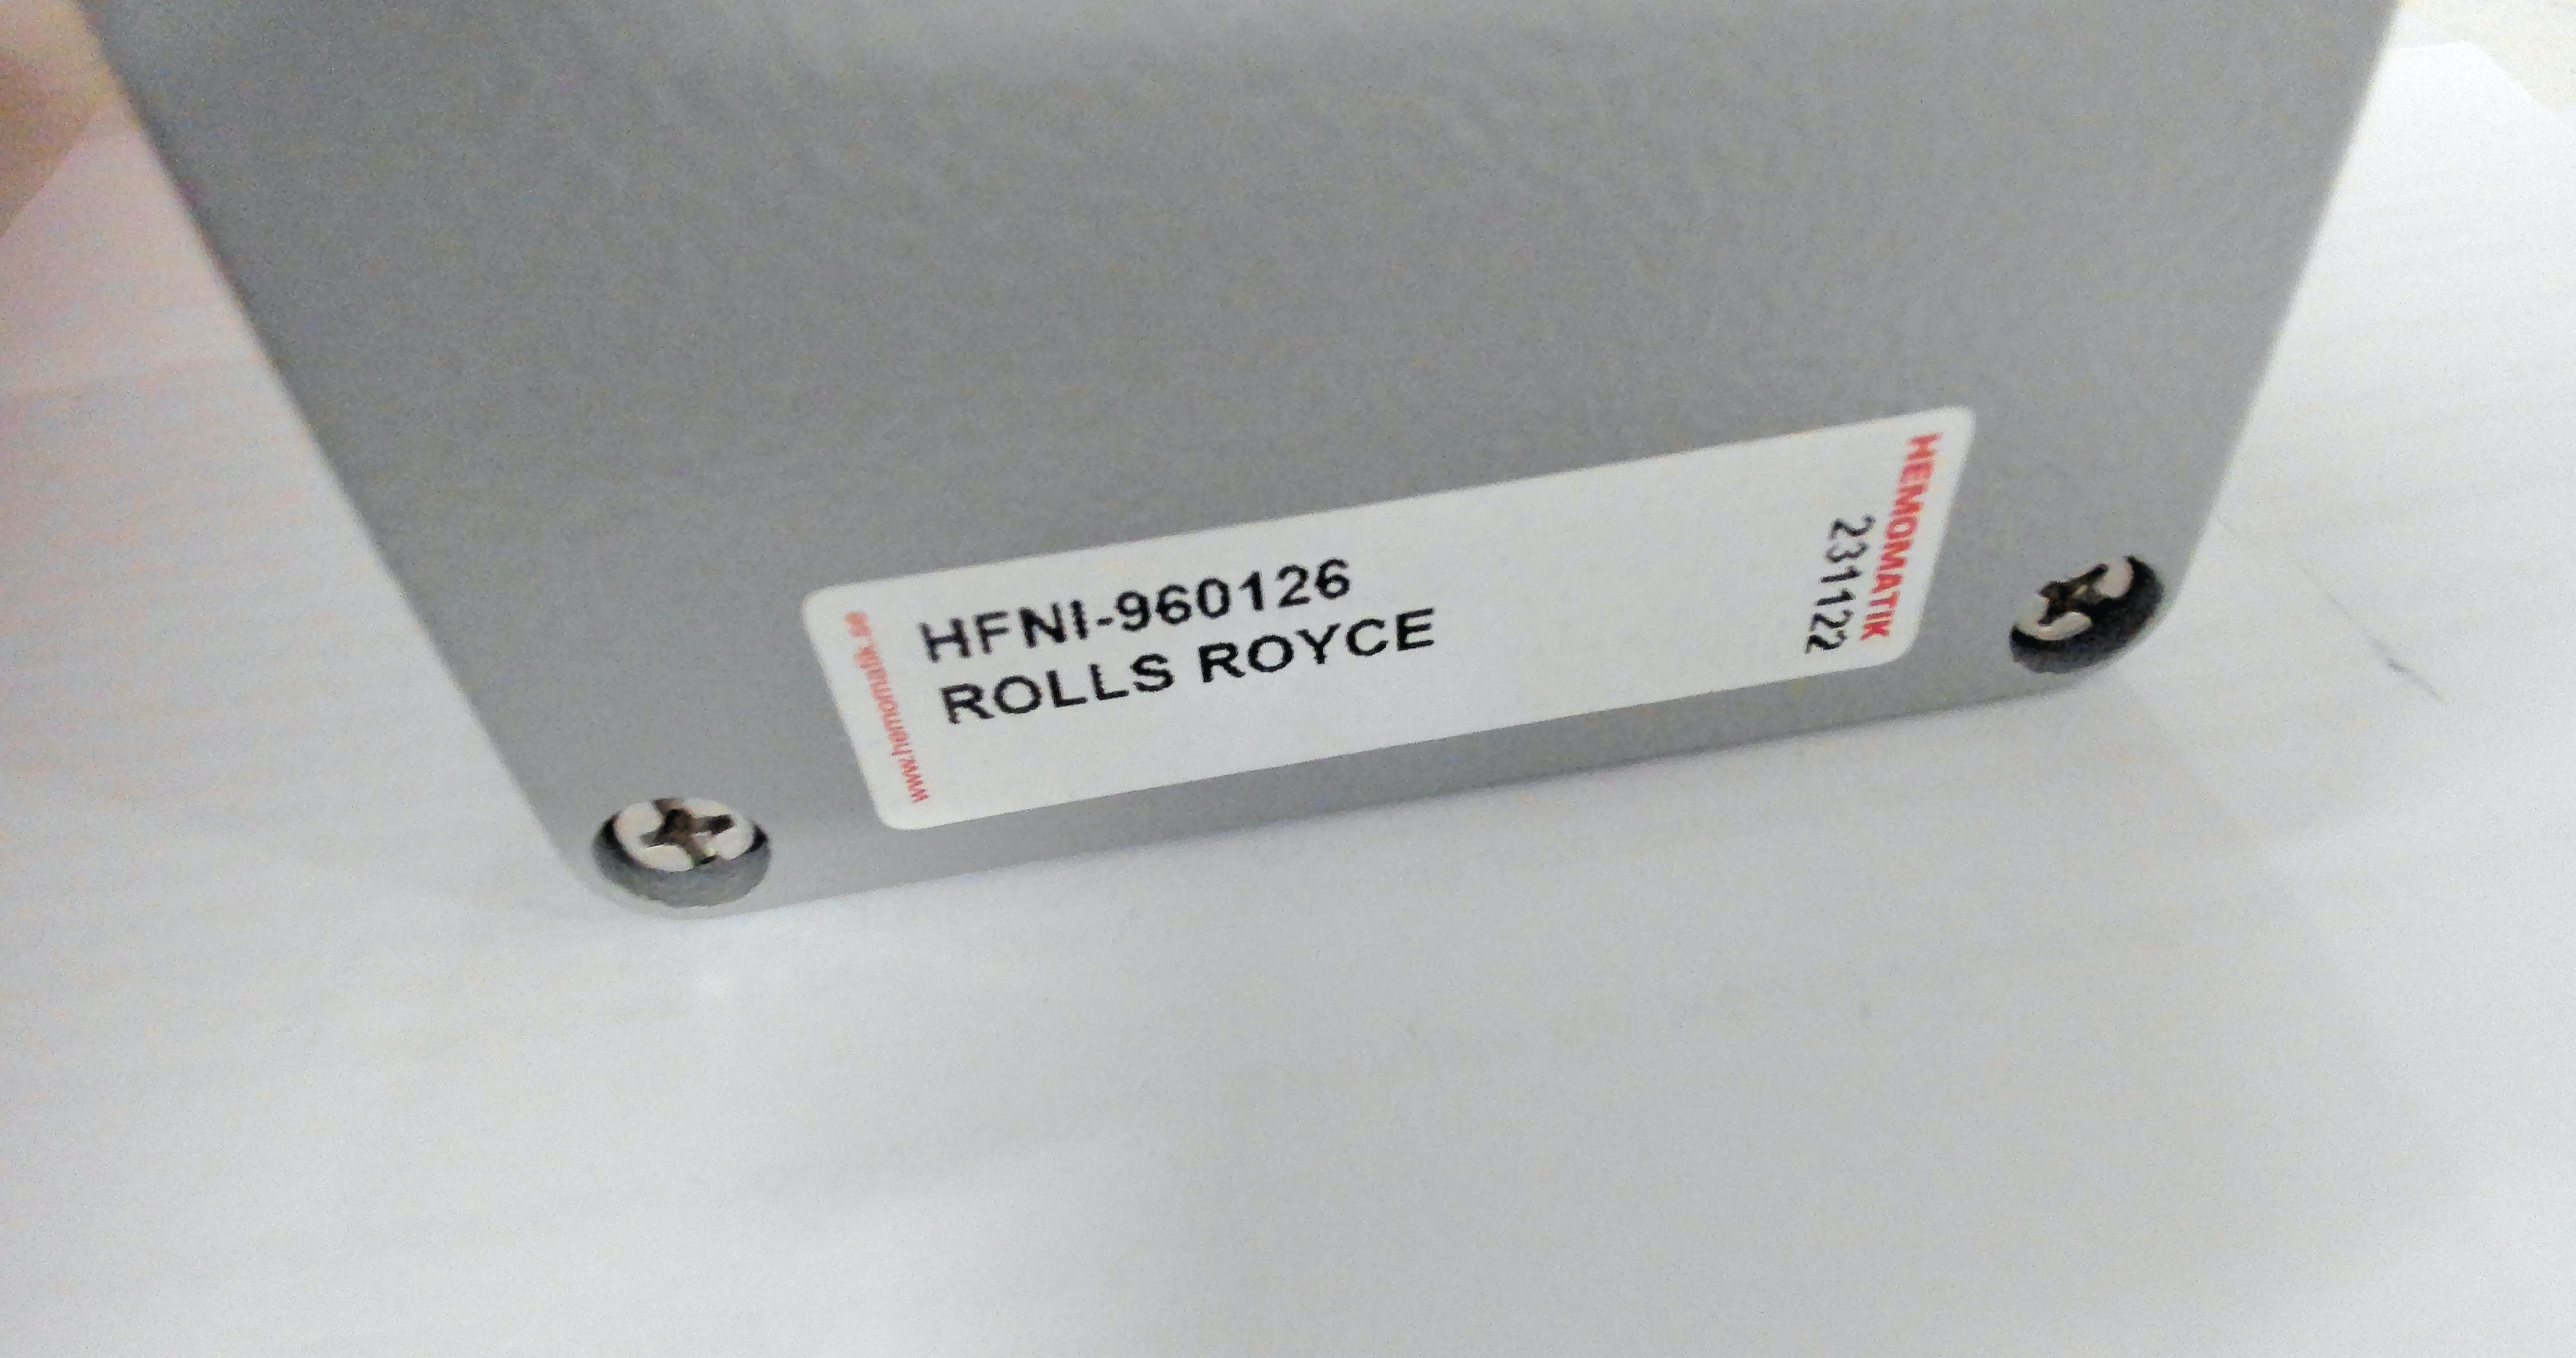 HFNI-960126
ROLLS ROYCE
HEMOMATIK
231122
www.hemomatik.se